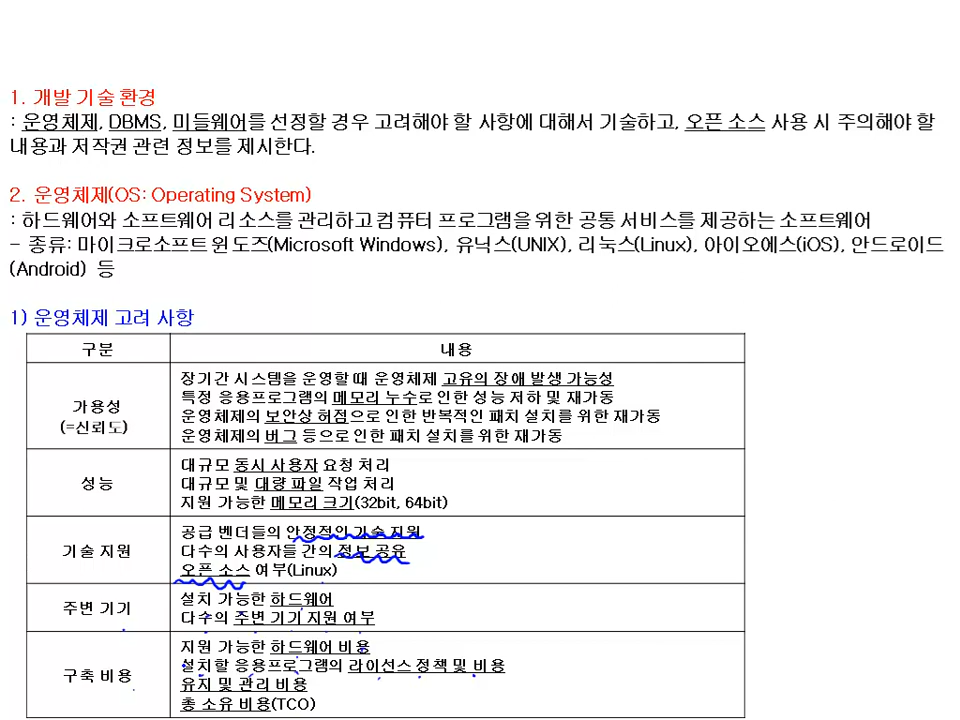 1. 개발 기술 환경
: 운영체제, DBMS, 미들웨어를 선정할 경우 고려해야 할 사항에 대해서 기술하고, 오픈 소스 사용 시 주의해야 할
내용과 저작권 관련 정보를 제시한다.
2. 운영체제(OS: Operating System)
: 하드웨어와 소프트웨어 리소스를 관리하고 컴퓨터 프로그램을 위한 공통 서비스를 제공하는 소프트웨어
- 종류: 마이크로소프트 윈도즈(Microsoft Windows), 유닉스(UNIX), 리눅스(Linux), 아이오에스(iOS), 안드로이드
(Android) 등
1) 운영체제 고려 사항
구분 내용
가용성
(=신뢰도)
장기간 시스템을 운영할 때 운영체제 고유의 장애 발생 가능성
특정 응용프로그램의 메모리 누수로 인한 성능 저하 및 재가동
운영체제의 보안상 허점으로 인한 반복적인 패치 설치를 위한 재가동
운영체제의 버그 등으로 인한 패치 설치를 위한 재가동
성능
대규모 동시 사용자 요청 처리
대규모 및 대량 파일 작업 처리
지원 가능한 메모리 크기(32bit, 64bit)
기술 지원
공급 벤더들의 안정적인 기술 지원
다수의 사용자들 간의 정보 공유
오픈 소스 여부(Linux)
주변 기기
설치 가능한 하드웨어
다수의 주변 기기 지원 여부
구축 비용
지원 가능한 하드웨어 비용
설치할 응용프로그램의 라이선스 정책 및 비용
유지 및 관리 비용
총 소유 비용(TCO)